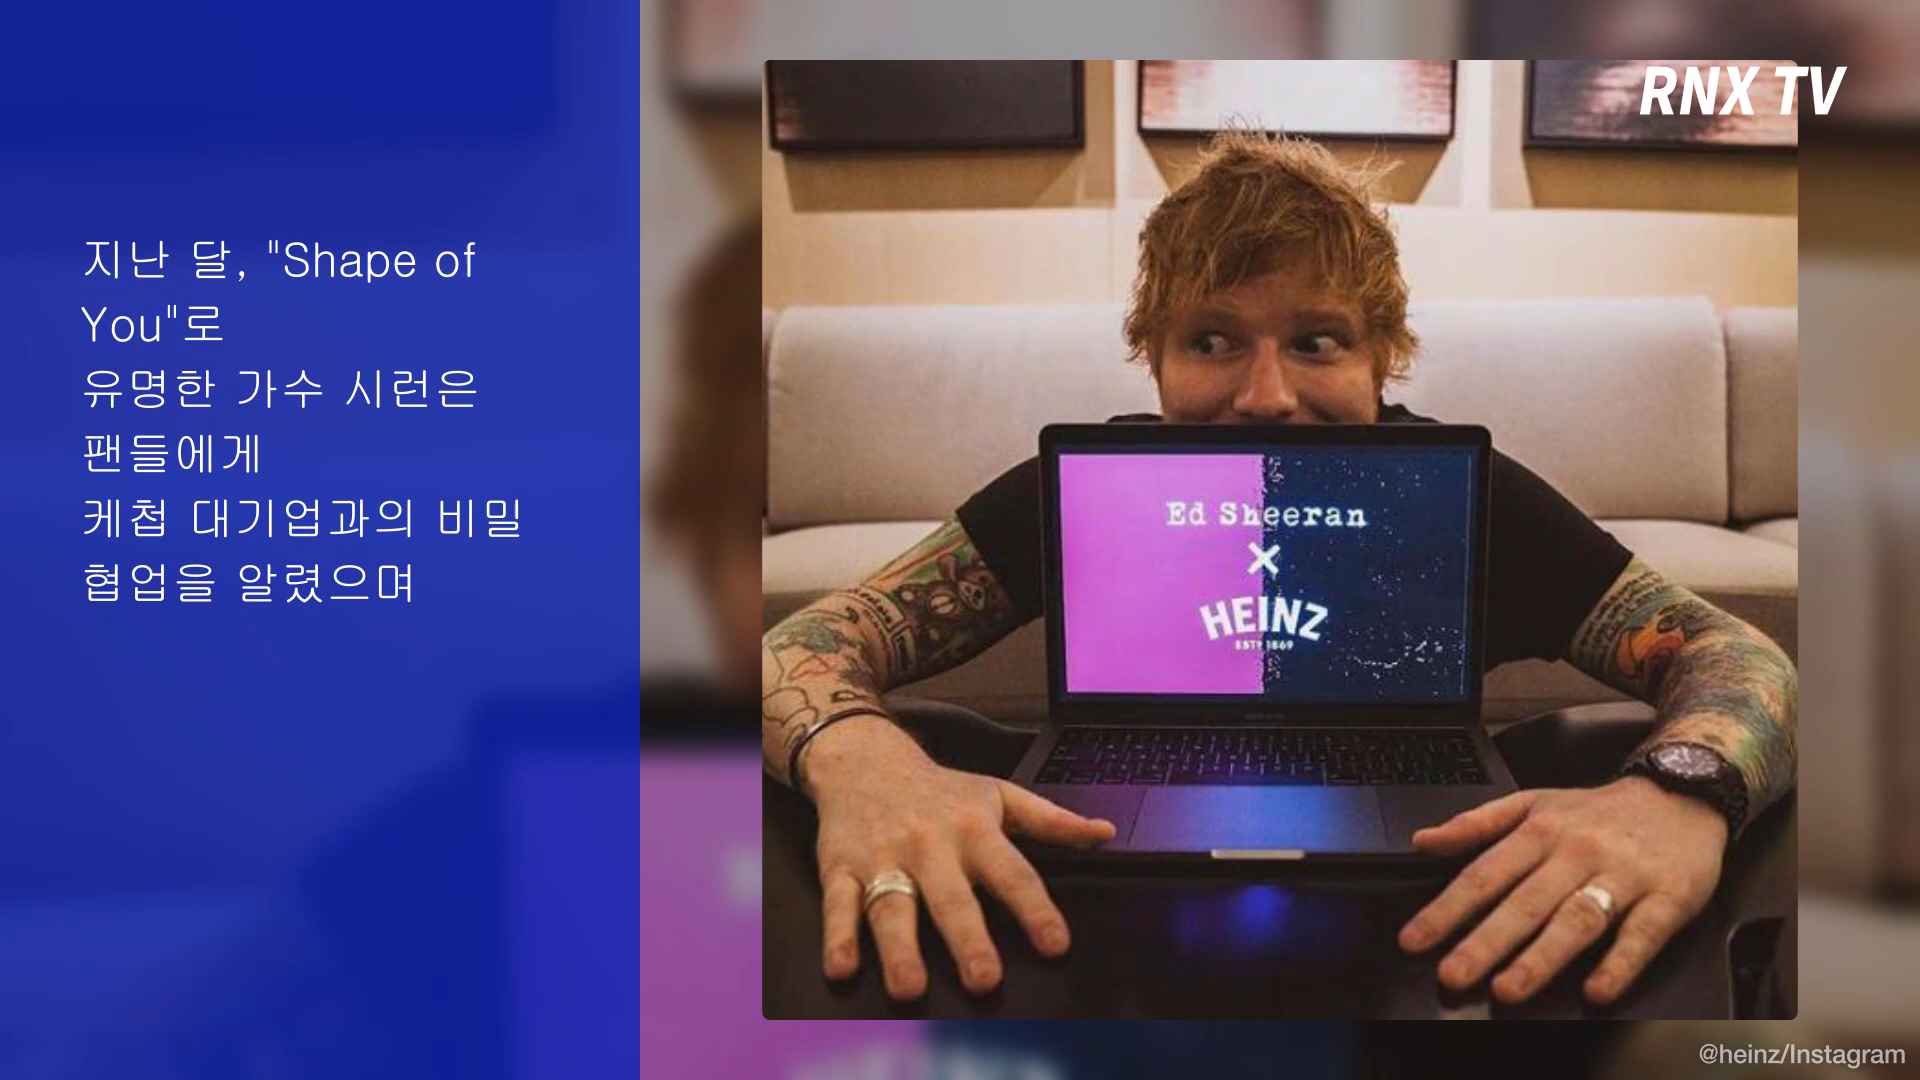 지난 달, "Shape of
You"로
유명한 가수 시런은
팬들에게
케첩 대기업과의 비밀
협업을 알렸으며
RNX TV
Ed Sheeran
×
HEINZ
ESTD 1869
@heinz/Instagram